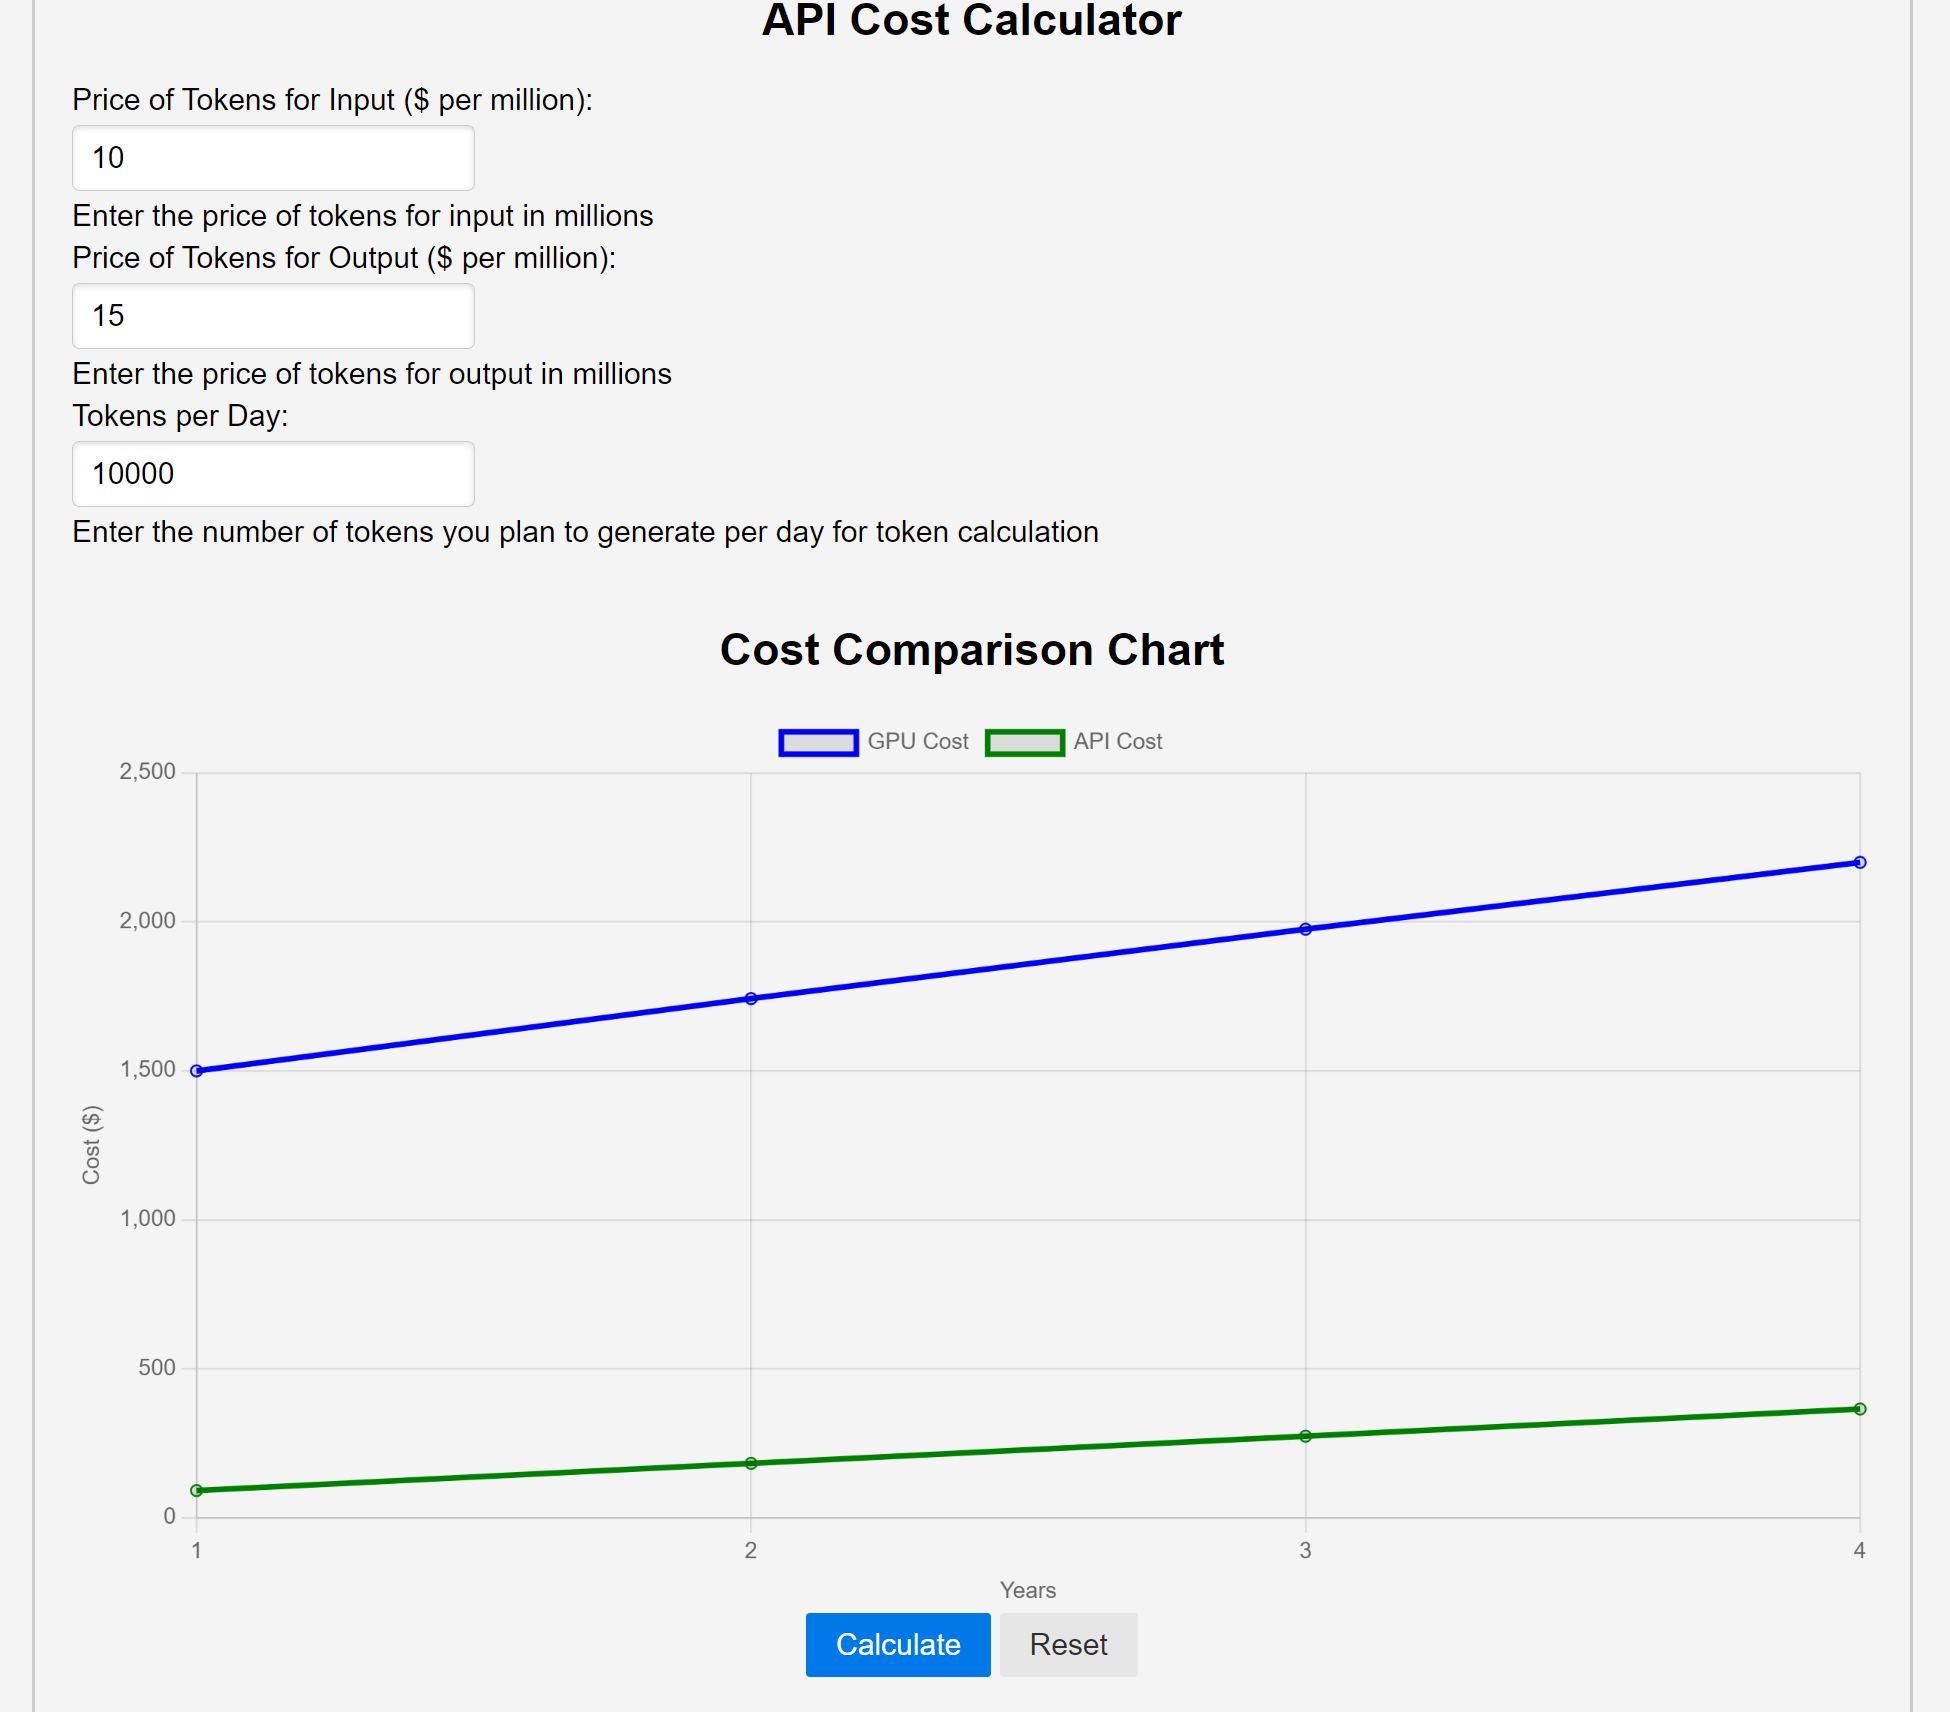 API Cost Calculator
Price of Tokens for Input ($ per million):
10
Enter the price of tokens for input in millions
Price of Tokens for Output ($ per million):
15
Enter the price of tokens for output in millions
Tokens per Day:
10000
Enter the number of tokens you plan to generate per day for token calculation
Cost Comparison Chart
GPU Cost API Cost
2,500
2,000
1,500
1,000
500
0
Cost ($)
1 2 3 4
Years
Calculate Reset